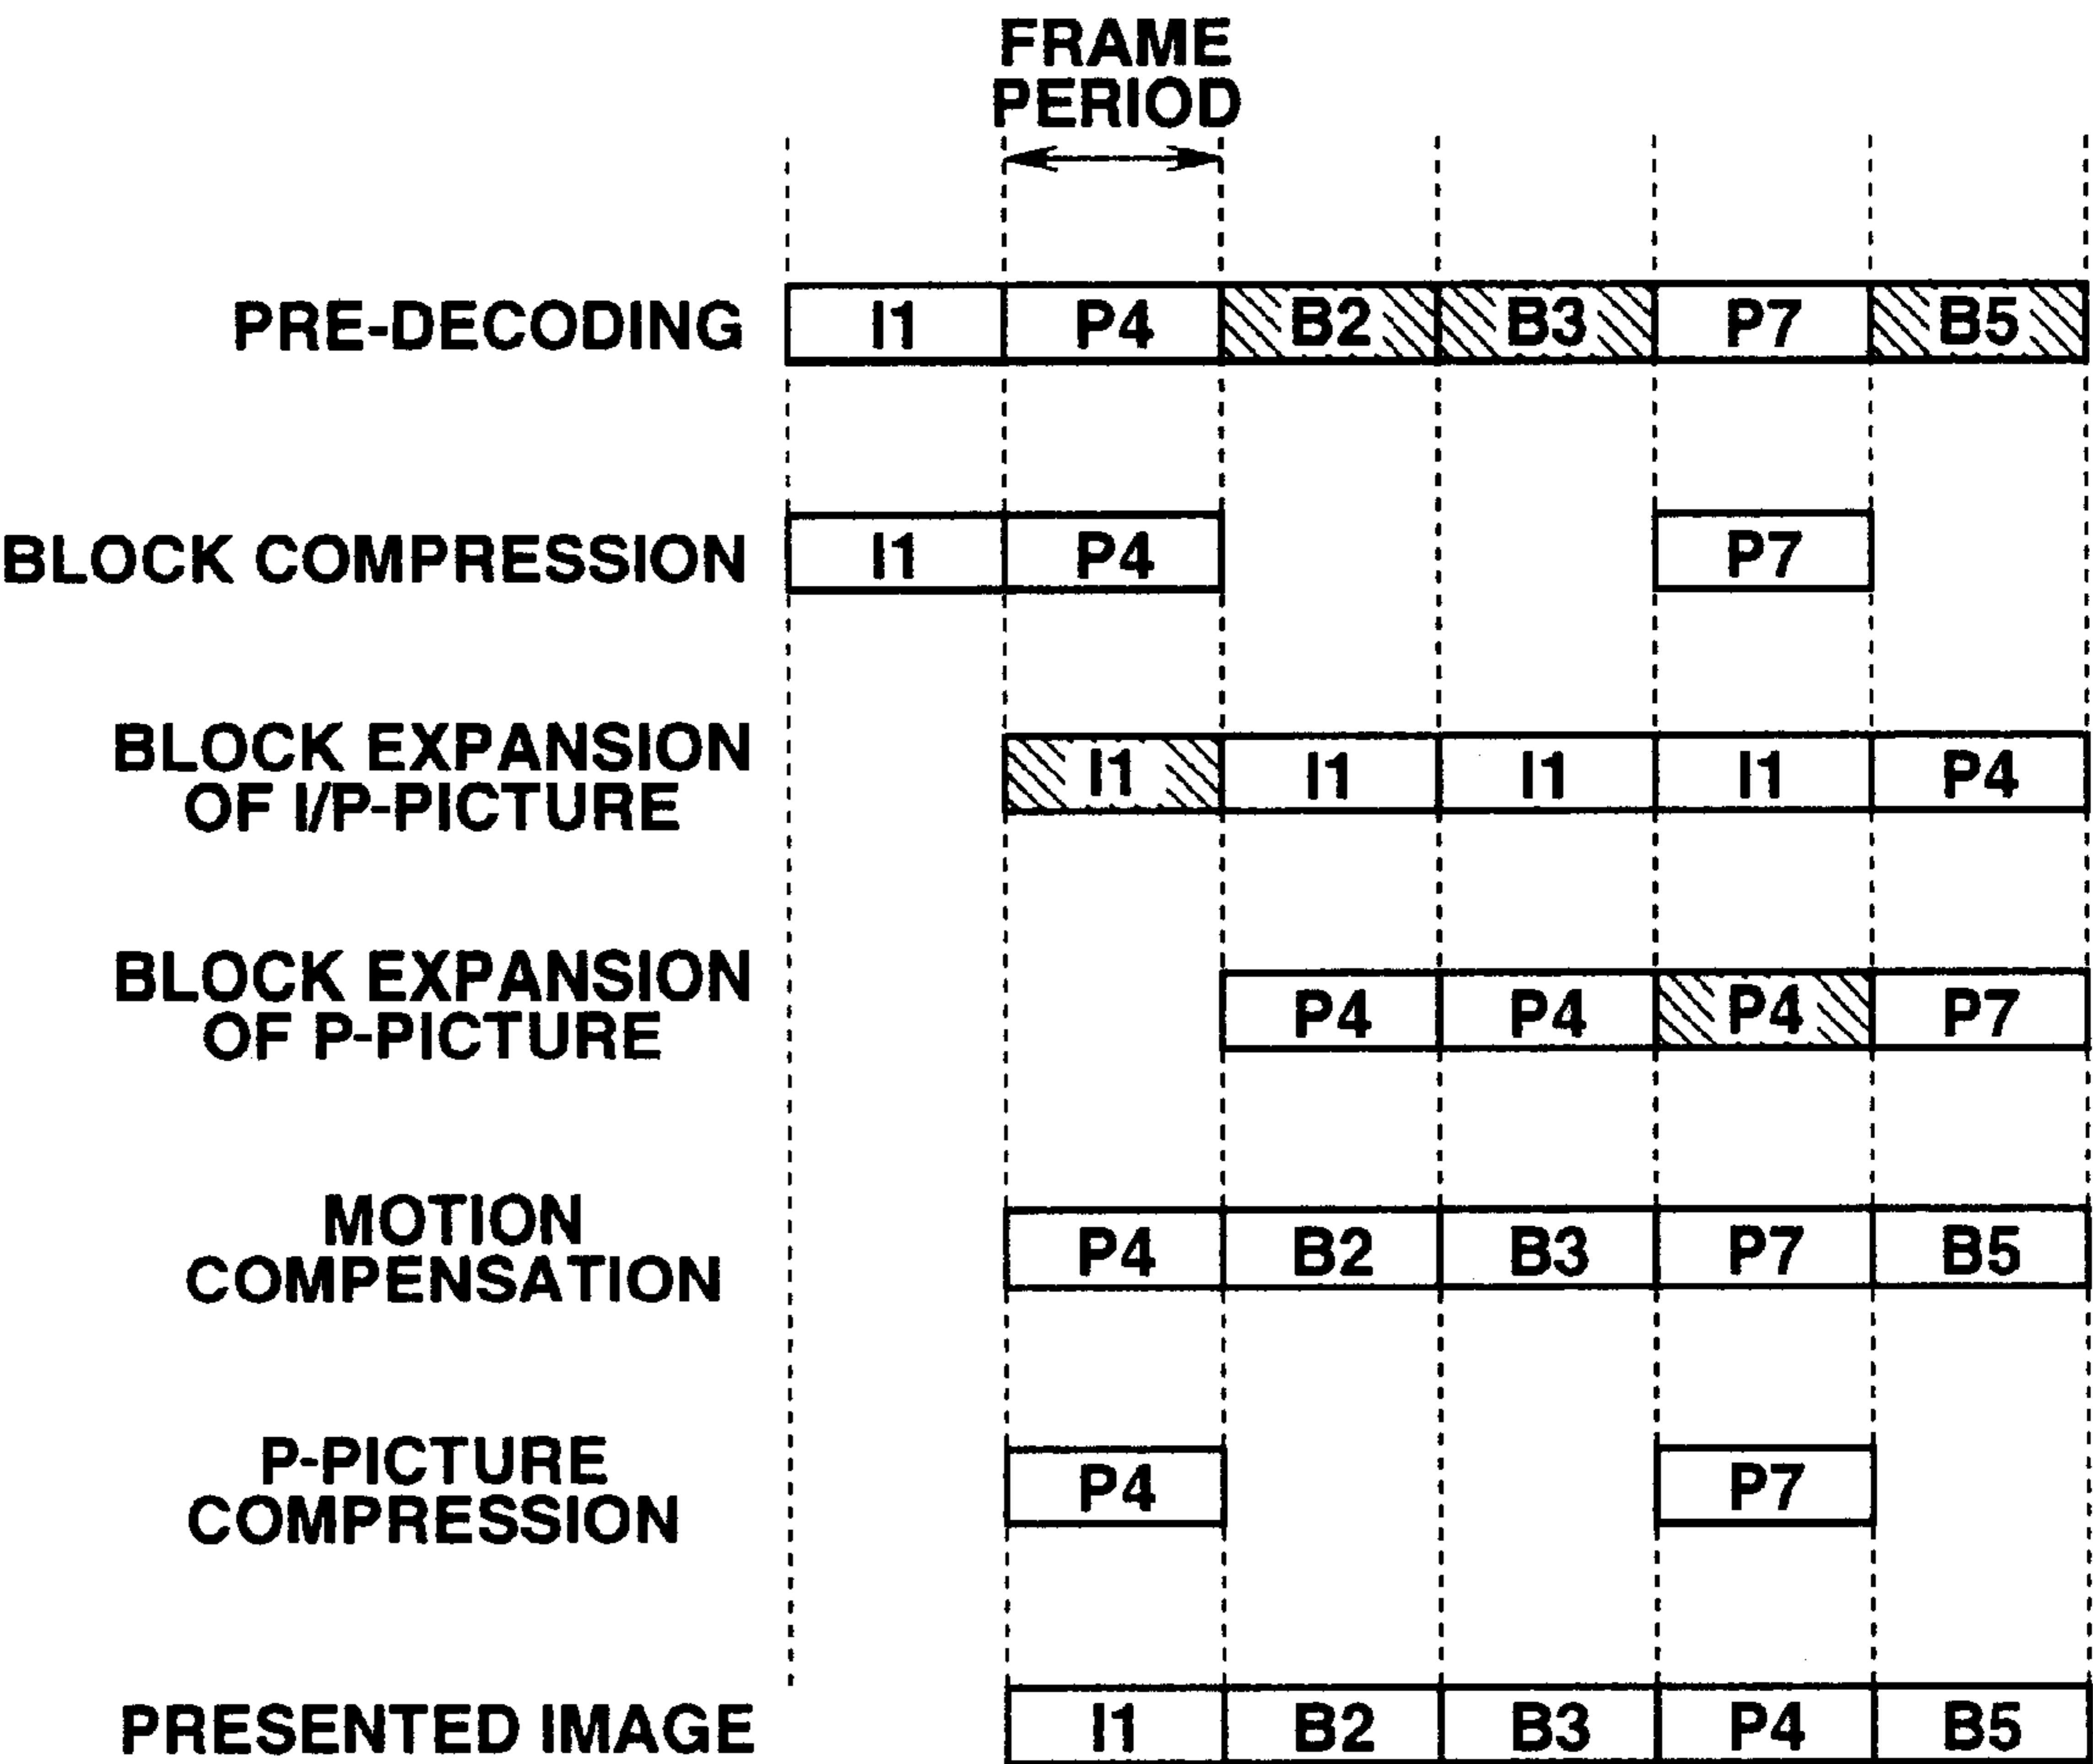 FRAME
PERIOD
PRE-DECODING I1 P4 B2 B3 P7 B5
BLOCK COMPRESSION I1 P4 P7
BLOCK EXPANSION
OF I/P-PICTURE I1 I1 I1 I1 P4
BLOCK EXPANSION
OF P-PICTURE P4 P4 P4 P7
MOTION
COMPENSATION P4 B2 B3 P7 B5
P-PICTURE
COMPRESSION P4 P7
PRESENTED IMAGE I1 B2 B3 P4 B5